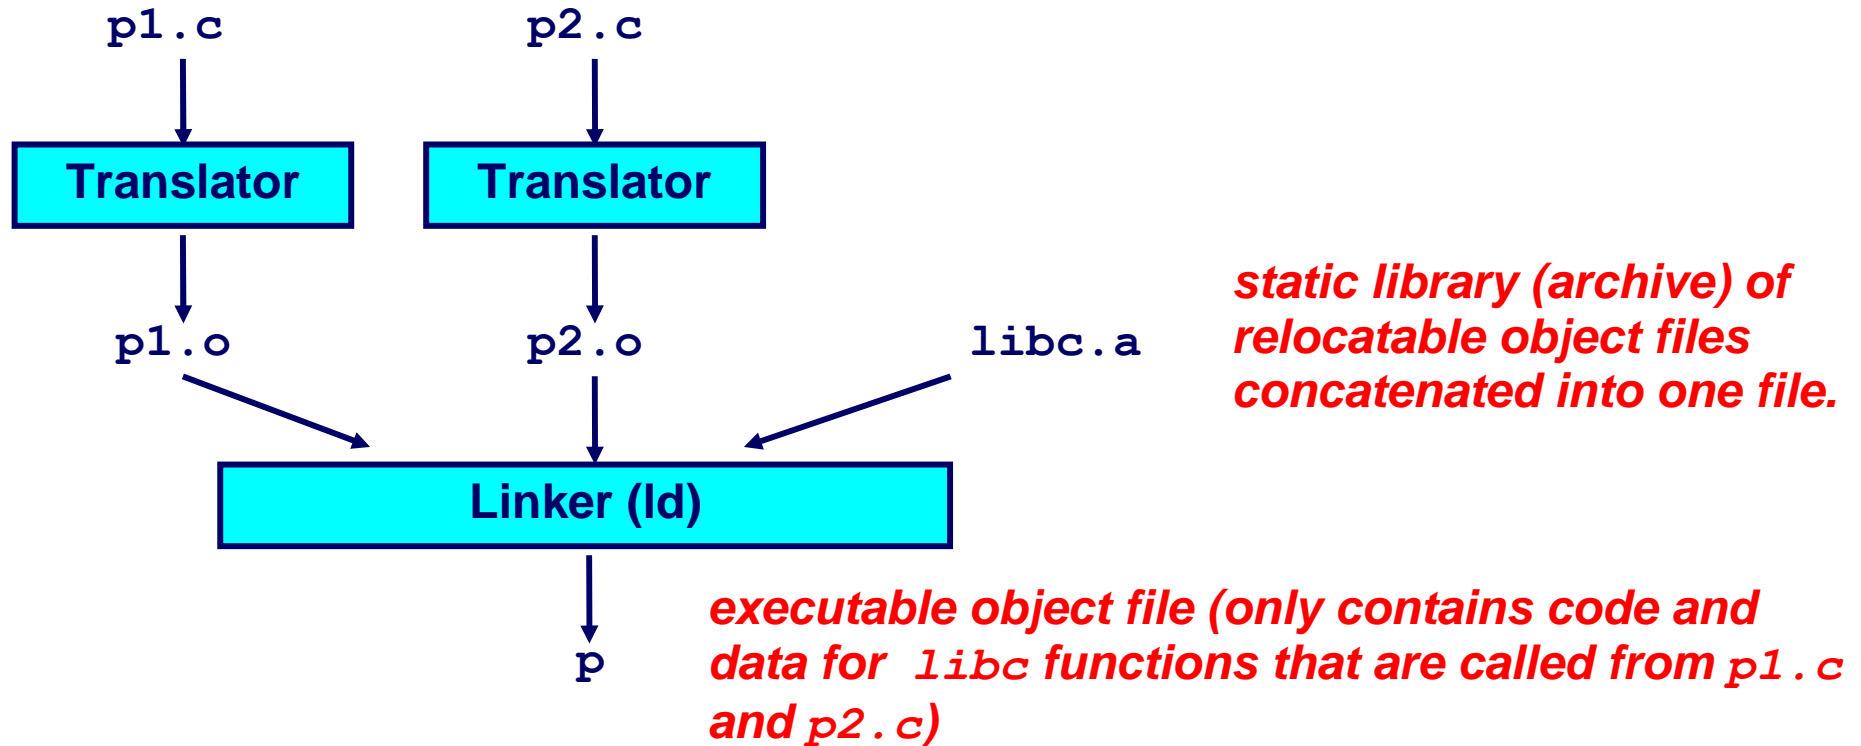 p1.c
p2.c
Translator
Translator
p1.o
p2.o
libc.a
static library (archive) of
relocatable object files
concatenated into one file.
Linker (ld)
p
executable object file (only contains code and
data for libc functions that are called from p1.c
and p2.c)